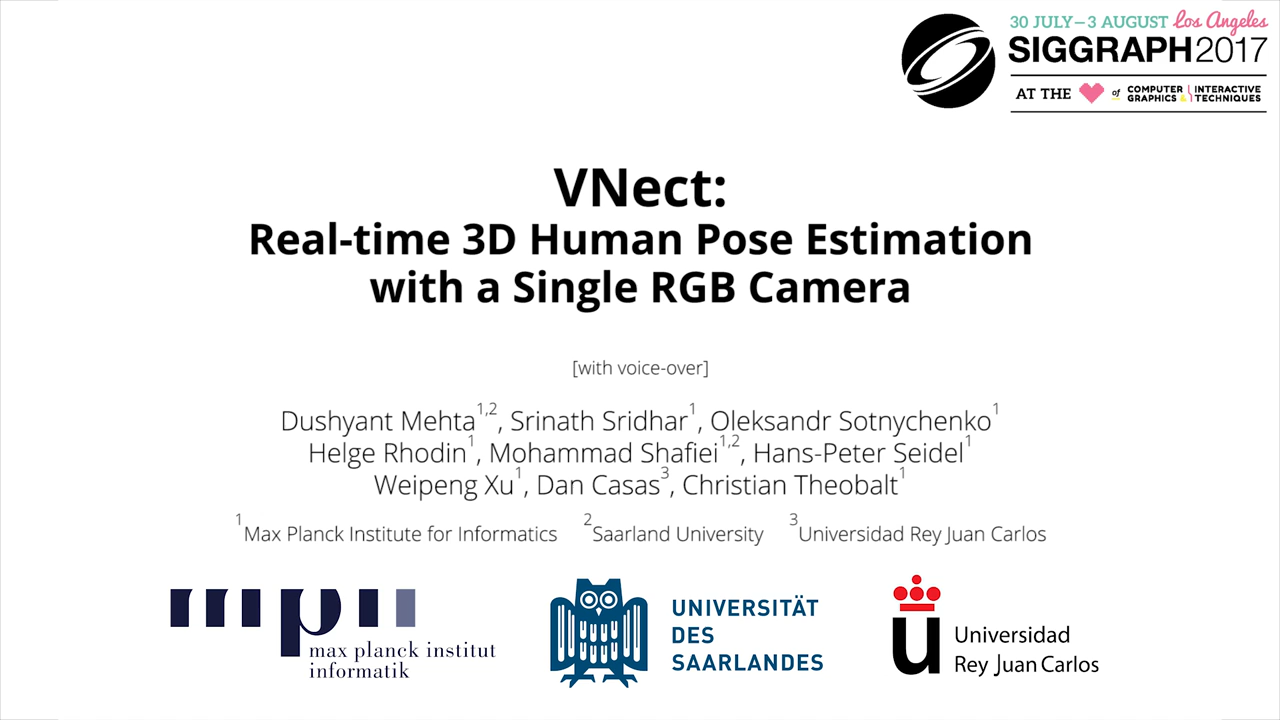 30 JULY–3 AUGUST Los Angeles
SIGGRAPH2017
AT THE of COMPUTER GRAPHICS & INTERACTIVE TECHNIQUES
VNect:
Real-time 3D Human Pose Estimation
with a Single RGB Camera
[with voice-over]
Dushyant Mehta1,2, Srinath Sridhar1, Oleksandr Sotnychenko1
Helge Rhodin1, Mohammad Shafiei1,2, Hans-Peter Seidel1
Weipeng Xu1, Dan Casas3, Christian Theobalt1
1Max Planck Institute for Informatics 2Saarland University 3Universidad Rey Juan Carlos
mpii
max planck institut
informatik
UNIVERSITÄT
DES
SAARLANDES
u
Universidad
Rey Juan Carlos